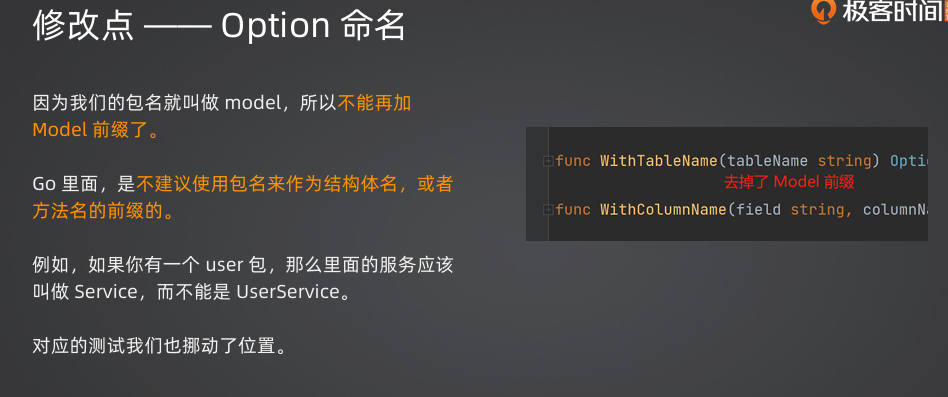 修改点 —— Option 命名
极客时间
因为我们的包名就叫做 model，所以不能再加
Model 前缀了。
Go 里面，是不建议使用包名来作为结构体名，或者
方法名的前缀的。
例如，如果你有一个 user 包，那么里面的服务应该
叫做 Service，而不能是 UserService。
对应的测试我们也挪动了位置。
func WithTableName(tableName string) Optio
去掉了 Model 前缀
func WithColumnName(field string, columnNa